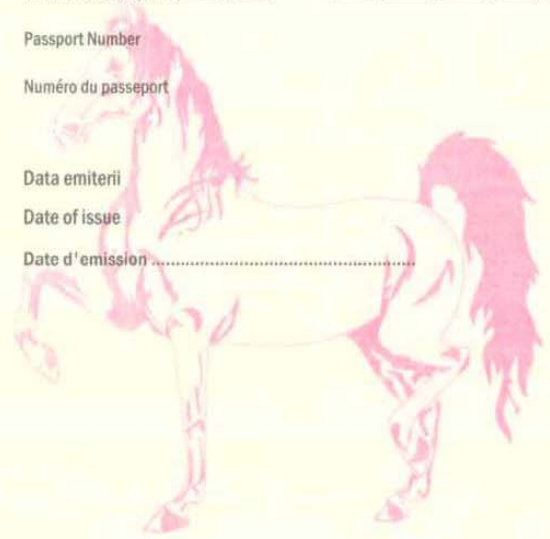 Passport Number
Numéro du passeport
Data emiterii
Date of issue
Date d'emission ................................................